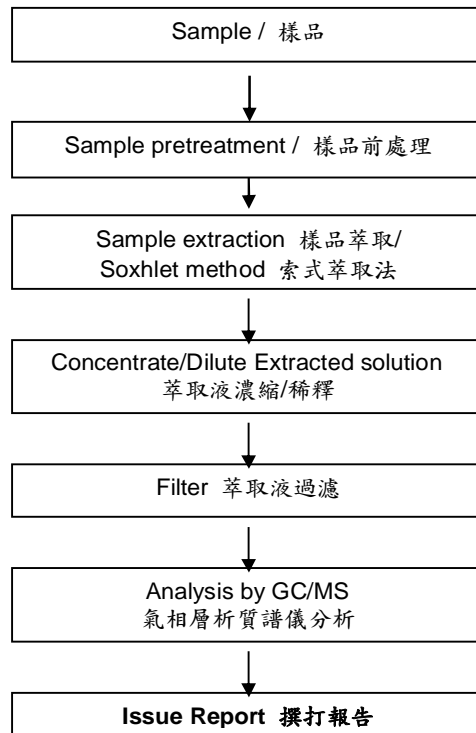 Sample / 樣品
Sample pretreatment / 樣品前處理
Sample extraction 樣品萃取/
Soxhlet method 索式萃取法
Concentrate/Dilute Extracted solution
萃取液濃縮/稀釋
Filter 萃取液過濾
Analysis by GC/MS
氣相層析質譜儀分析
Issue Report 撰打報告